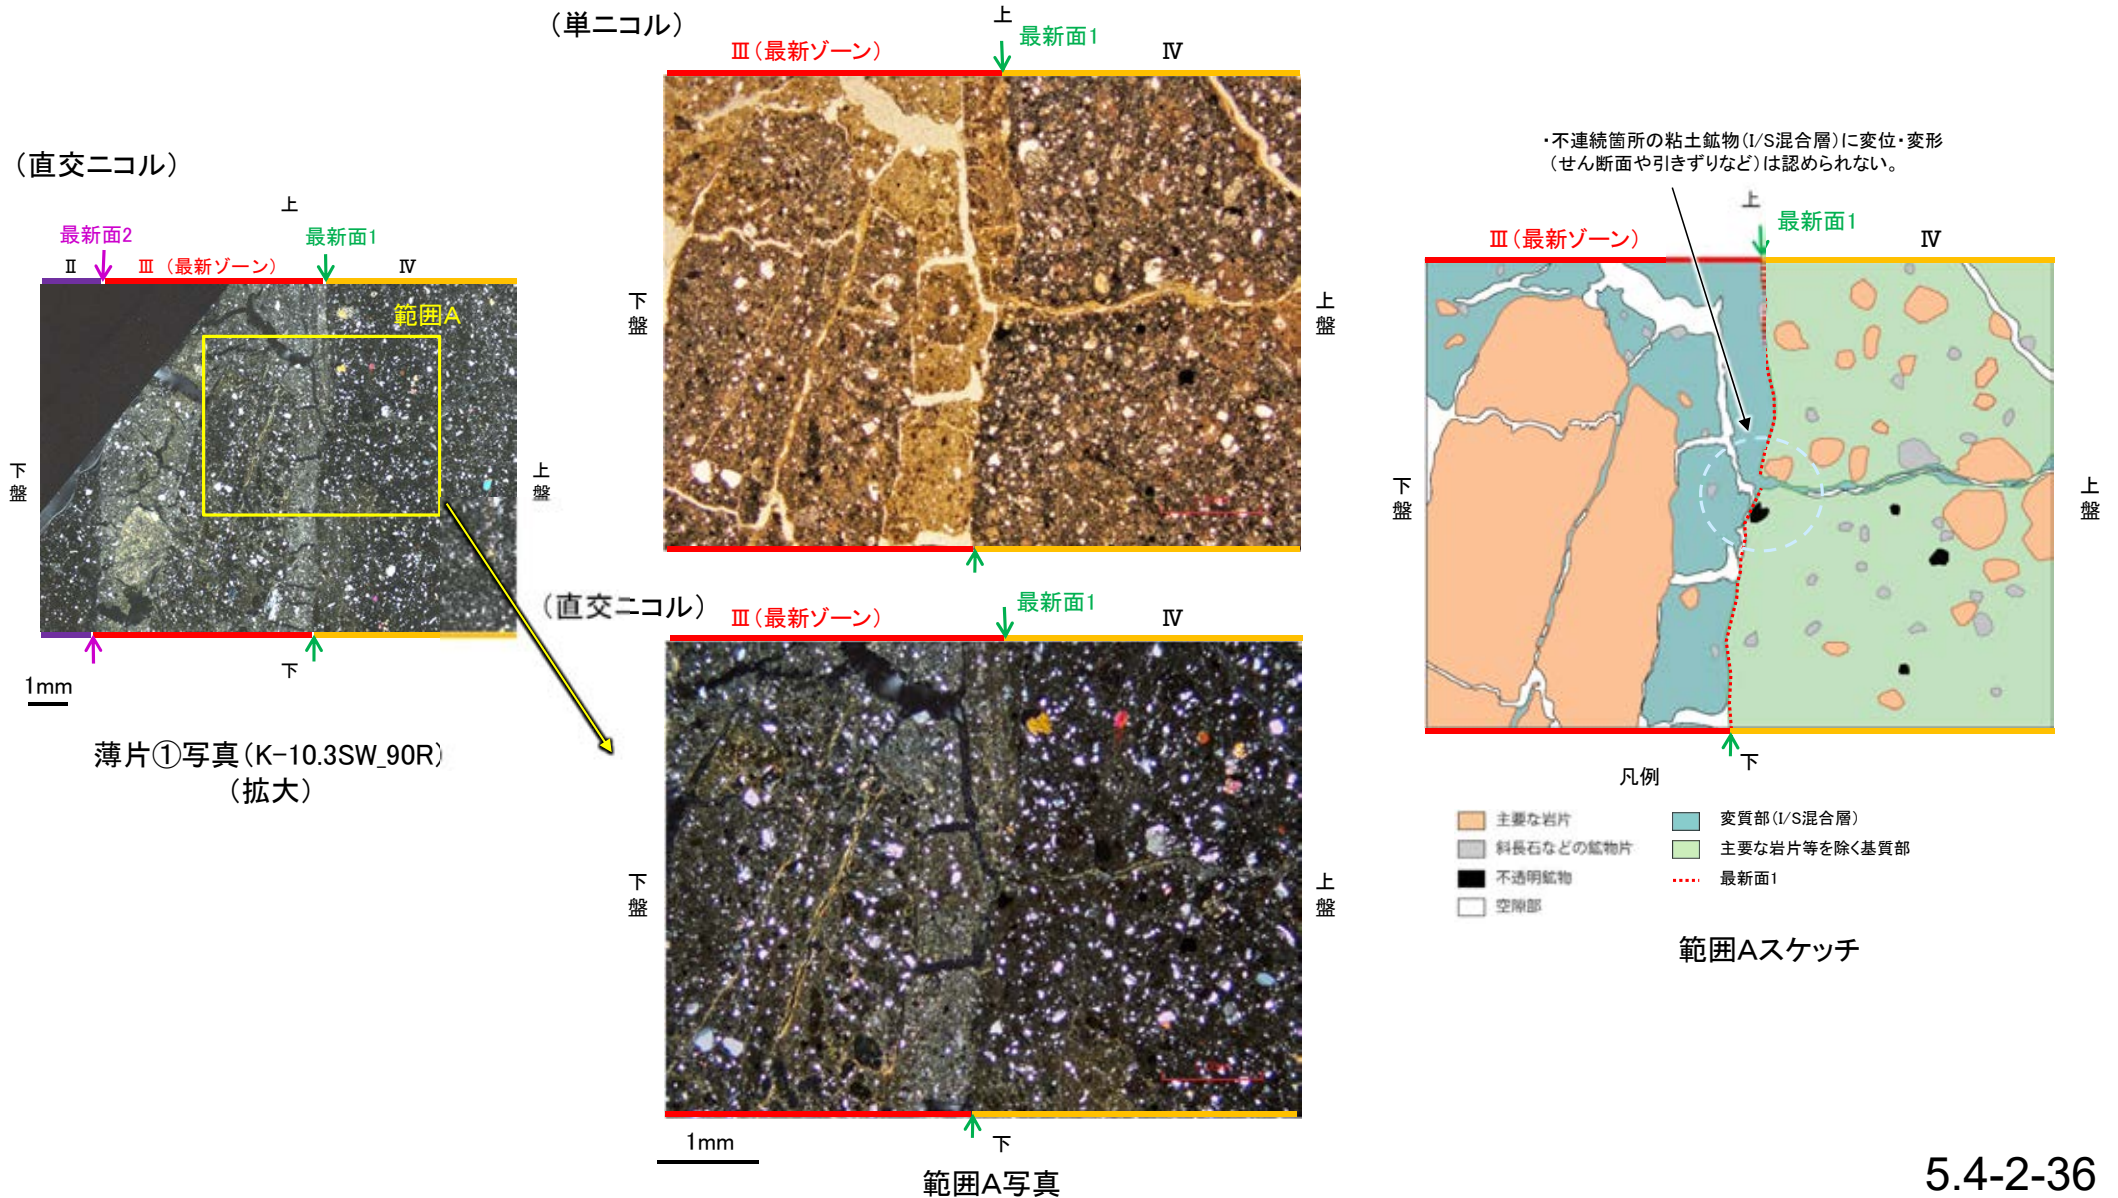 （直交ニコル）
上
最新面2
最新面1
Ⅱ
Ⅲ（最新ゾーン）
Ⅳ
範囲A
下盤
上盤
下
1mm
薄片①写真(K-10.3SW_90R)
（拡大）
（単ニコル）
上
最新面1
Ⅲ（最新ゾーン）
Ⅳ
下盤
上盤
（直交ニコル）
Ⅲ（最新ゾーン）
最新面1
Ⅳ
下盤
上盤
1mm
下
範囲A写真
・不連続箇所の粘土鉱物(I/S混合層)に変位・変形
（せん断面や引きずりなど）は認められない。
上
最新面1
Ⅲ（最新ゾーン）
Ⅳ
下盤
上盤
下
凡例
主要な岩片
斜長石などの鉱物片
不透明鉱物
空隙部
変質部(I/S混合層)
主要な岩片等を除く基質部
最新面1
範囲Aスケッチ
5.4-2-36